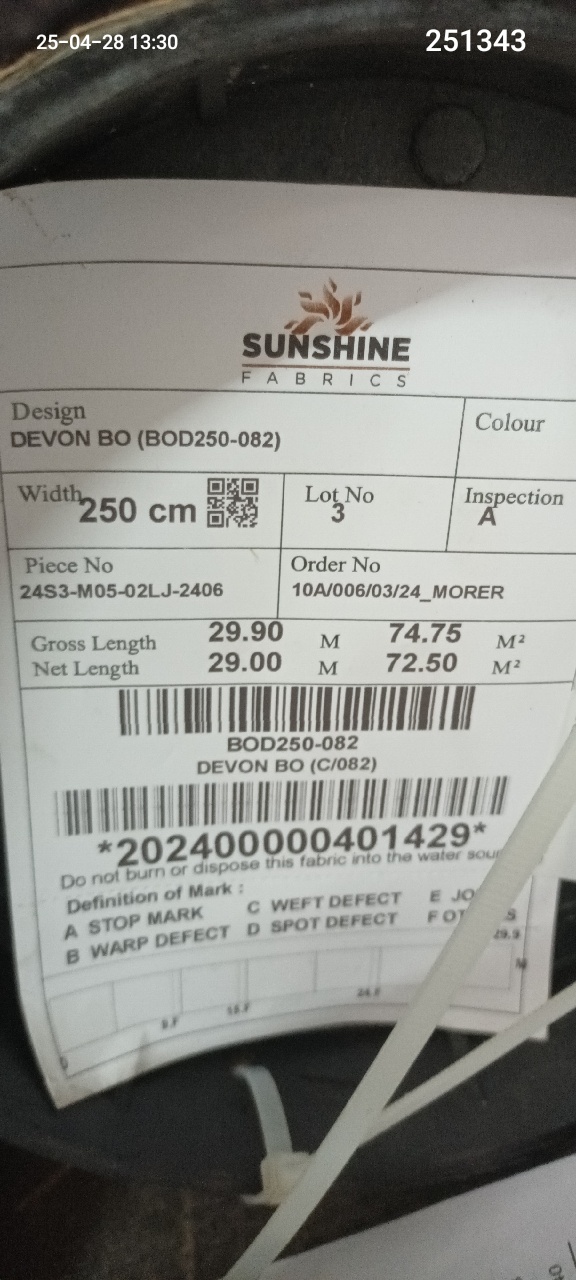 25-04-28 13:30
251343
SUNSHINE
FABRICS
Design
DEVON BO (BOD250-082)
Colour
Width 250 cm
Lot No
3
Inspection
A
Piece No
24S3-M05-02LJ-2406
Order No
10A/006/03/24_MORER
Gross Length 29.90 M 74.75 M²
Net Length 29.00 M 72.50 M²
BOD250-082
DEVON BO (C/082)
*202400000401429*
Do not burn or dispose this fabric into the water
Definition of Mark :
A STOP MARK C WEFT DEFECT E
B WARP DEFECT D SPOT DEFECT F
29.9
M
0